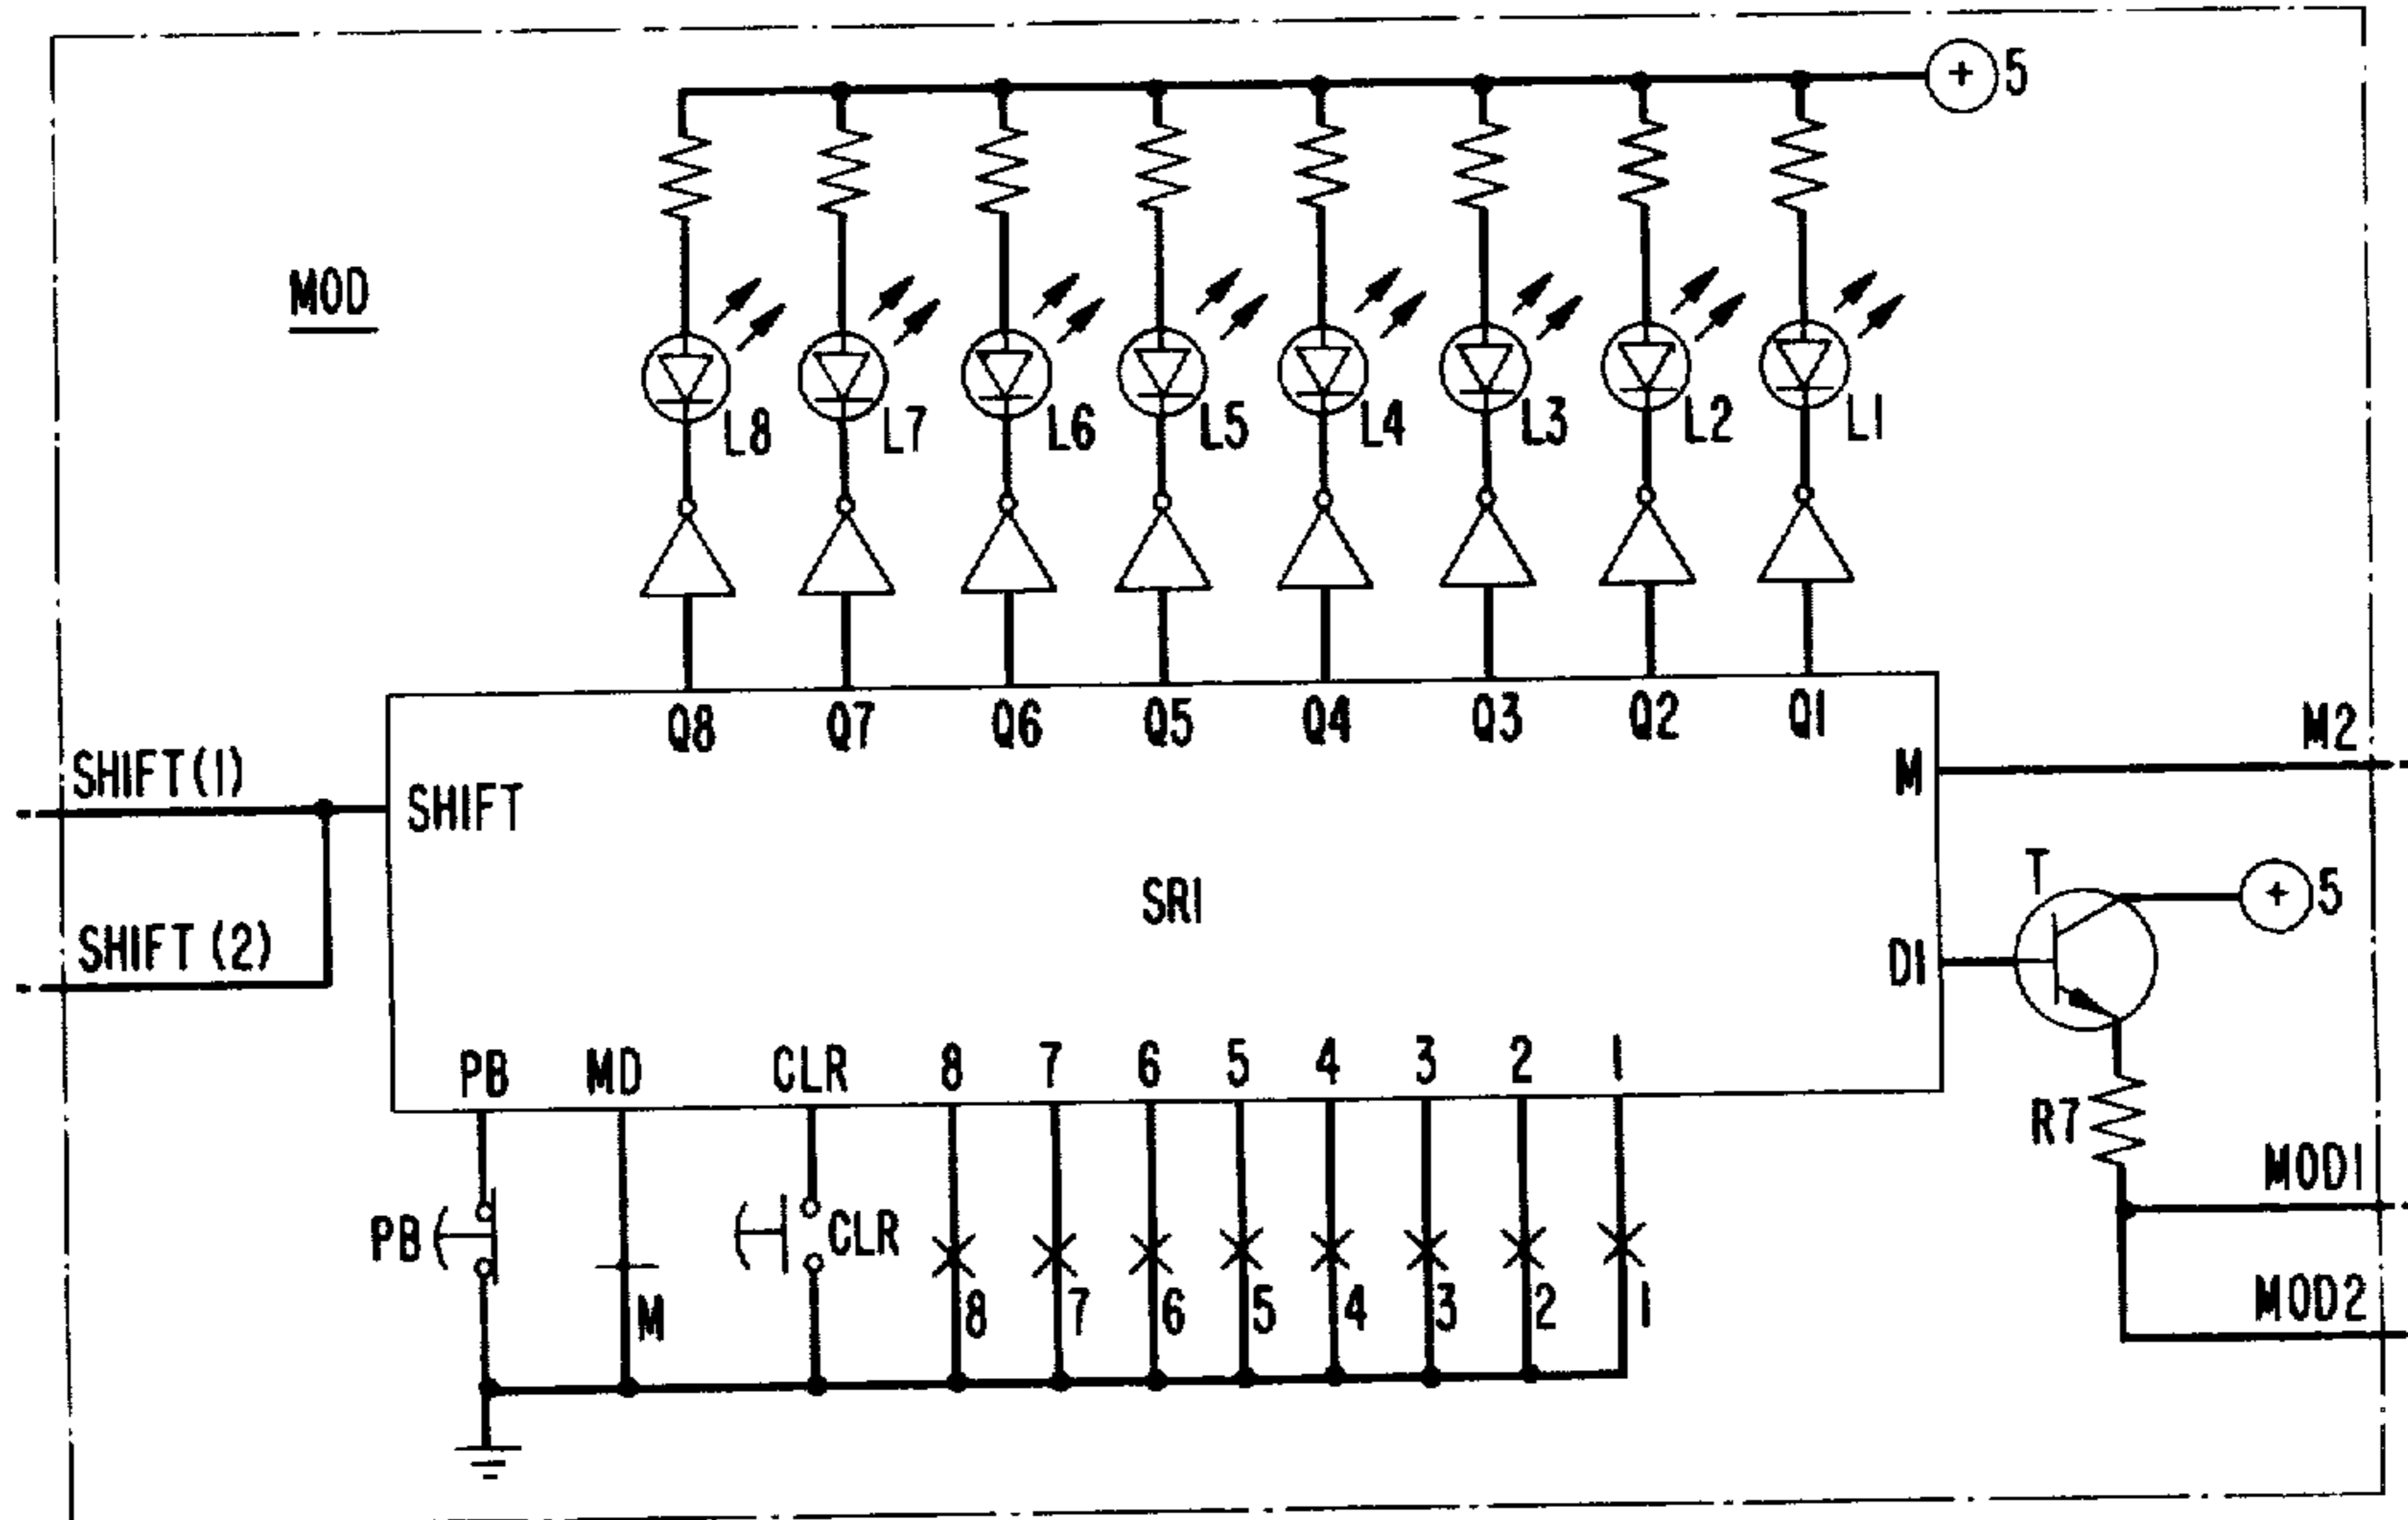 + 5
MOD
L8 L7 L6 L5 L4 L3 L2 L1
Q8 Q7 Q6 Q5 Q4 Q3 Q2 Q1
M2
SHIFT(1)
SHIFT
M
T
+ 5
SR1
SHIFT (2)
D1
PB MD CLR 8 7 6 5 4 3 2 1
R7
MOD1
PB CLR
M 8 7 6 5 4 3 2 1
MOD2